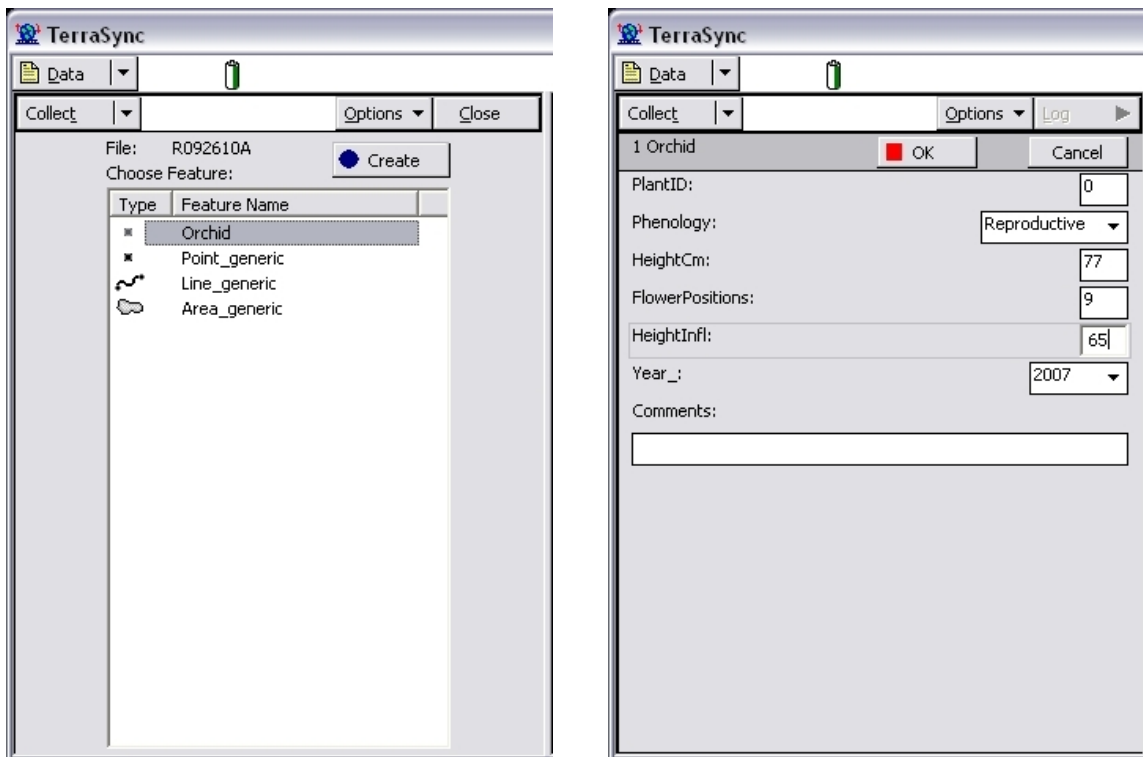 TerraSync
Data
Collect Options Close
File: R092610A
Create
Choose Feature:
Type Feature Name
Orchid
Point_generic
Line_generic
Area_generic
TerraSync
Data
Collect Options Log
1 Orchid OK Cancel
PlantID: 0
Phenology: Reproductive
HeightCm: 77
FlowerPositions: 9
HeightInfl: 65
Year_: 2007
Comments: